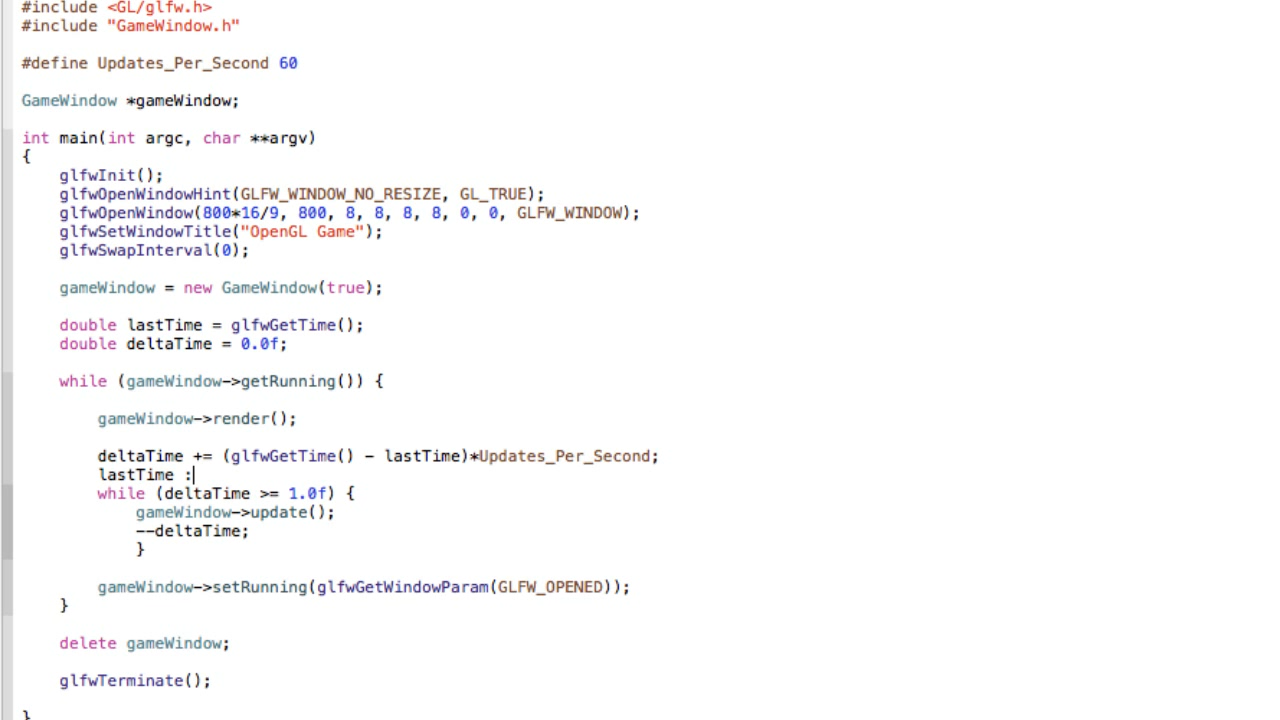 #include <GL/glfw.h>
#include "GameWindow.h"
#define Updates_Per_Second 60
GameWindow *gameWindow;
int main(int argc, char **argv)
{
glfwInit();
glfwOpenWindowHint(GLFW_WINDOW_NO_RESIZE, GL_TRUE);
glfwOpenWindow(800*16/9, 800, 8, 8, 8, 8, 0, 0, GLFW_WINDOW);
glfwSetWindowTitle("OpenGL Game");
glfwSwapInterval(0);
gameWindow = new GameWindow(true);
double lastTime = glfwGetTime();
double deltaTime = 0.0f;
while (gameWindow->getRunning()) {
gameWindow->render();
deltaTime += (glfwGetTime() - lastTime)*Updates_Per_Second;
lastTime :
while (deltaTime >= 1.0f) {
gameWindow->update();
--deltaTime;
}
gameWindow->setRunning(glfwGetWindowParam(GLFW_OPENED));
}
delete gameWindow;
glfwTerminate();
}